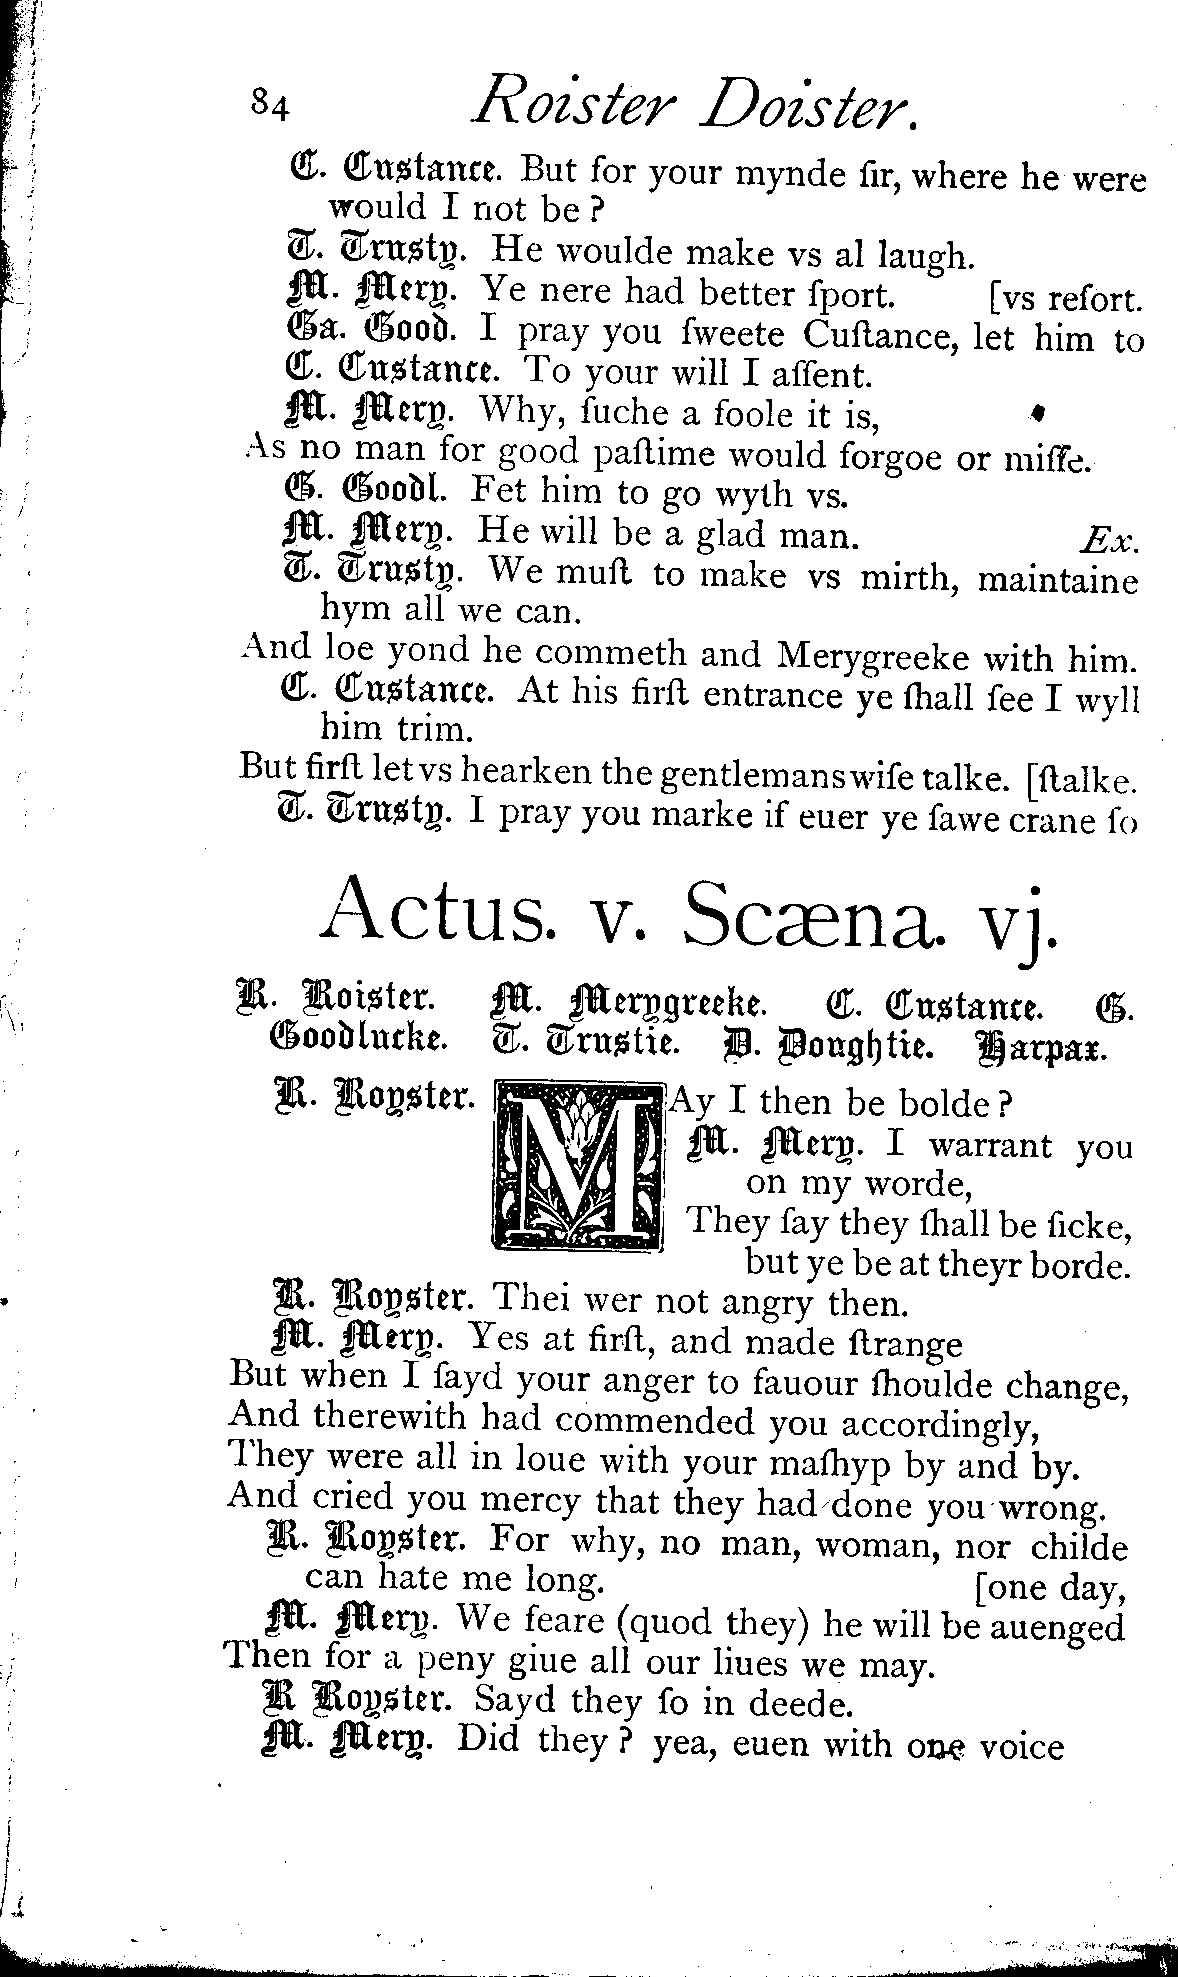 84 Roister Doister.
C. Custance. But for your mynde ſir, where he were
would I not be?
T. Trusty. He woulde make vs al laugh.
M. Mery. Ye nere had better ſport. [vs reſort.
Ga. Good. I pray you ſweete Cuſtance, let him to
C. Custance. To your will I aſſent.
M. Mery. Why, ſuche a foole it is,
As no man for good paſtime would forgoe or miſſe.
G. Goodl. Fet him to go wyth vs.
M. Mery. He will be a glad man. Ex.
T. Trusty. We muſt to make vs mirth, maintaine
hym all we can.
And loe yond he commeth and Merygreeke with him.
C. Custance. At his firſt entrance ye ſhall ſee I wyll
him trim.
But firſt let vs hearken the gentlemans wiſe talke. [ſtalke.
T. Trusty. I pray you marke if euer ye ſawe crane ſo
Actus. v. Scæna. vj.
R. Roister. M. Merygreeke. C. Custance. G.
Goodlucke. T. Trustie. D. Doughtie. Harpax.
R. Royster. MAy I then be bolde?
M. Mery. I warrant you
on my worde,
They ſay they ſhall be ſicke,
but ye be at theyr borde.
R. Royster. Thei wer not angry then.
M. Mery. Yes at firſt, and made ſtrange
But when I ſayd your anger to fauour ſhoulde change,
And therewith had commended you accordingly,
They were all in loue with your maſhyp by and by.
And cried you mercy that they had done you wrong.
R. Royster. For why, no man, woman, nor childe
can hate me long. [one day,
M. Mery. We feare (quod they) he will be auenged
Then for a peny giue all our liues we may.
R Royster. Sayd they ſo in deede.
M. Mery. Did they? yea, euen with one voice